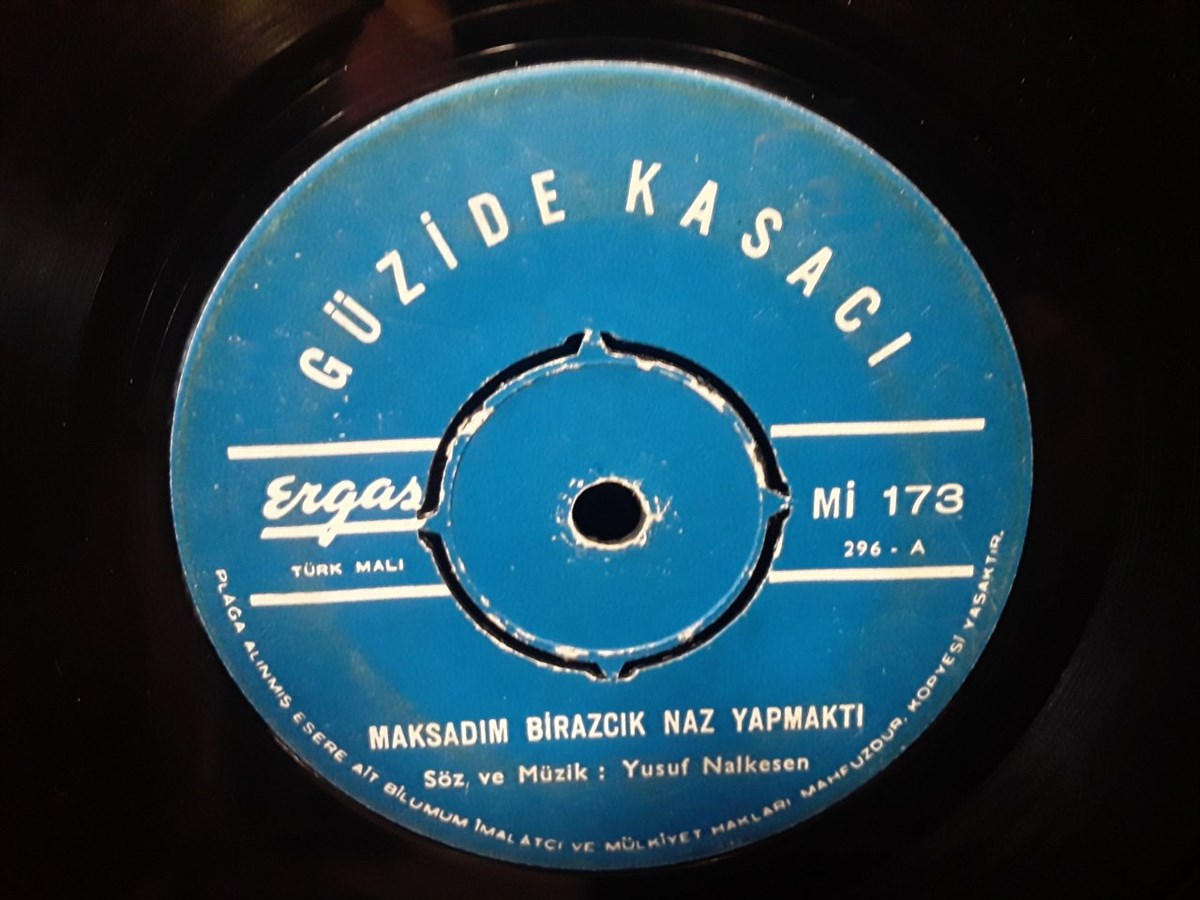 GÜZİDE KASACI
Ergas
TÜRK MALI
Mİ 173
296 - A
MAKSADIM BİRAZCIK NAZ YAPMAKTI
Söz ve Müzik : Yusuf Nalkesen
PLAĞA ALINMIŞ ESERE AİT BİLUMUM İMALATÇI VE MÜLKİYET HAKLARI MAHFUZDUR. KOPYESİ YASAKTIR.